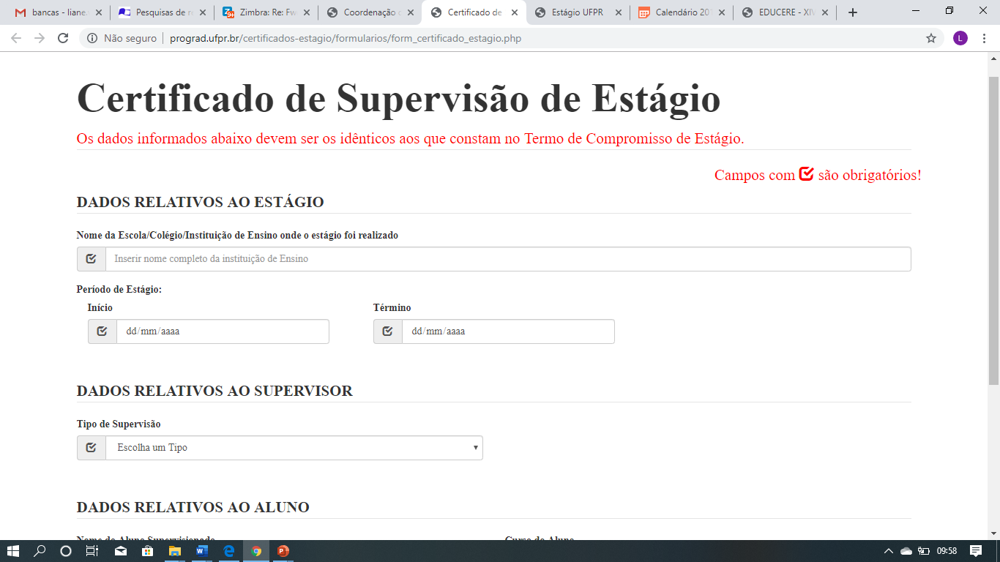 bancas - liane.
Pesquisas de r
Zimbra: Re: Fw
Coordenação
Certificado de
Estágio UFPR
Calendário 201
EDUCERE - XIV
Não seguro
prograd.ufpr.br/certificados-estagio/formularios/form_certificado_estagio.php
L
Certificado de Supervisão de Estágio
Os dados informados abaixo devem ser os idênticos aos que constam no Termo de Compromisso de Estágio.
Campos com são obrigatórios!
DADOS RELATIVOS AO ESTÁGIO
Nome da Escola/Colégio/Instituição de Ensino onde o estágio foi realizado
Inserir nome completo da instituição de Ensino
Período de Estágio:
Início
Término
dd/mm/aaaa
dd/mm/aaaa
DADOS RELATIVOS AO SUPERVISOR
Tipo de Supervisão
Escolha um Tipo
DADOS RELATIVOS AO ALUNO
Nome do Aluno Supervisionado
Curso do Aluno
09:58